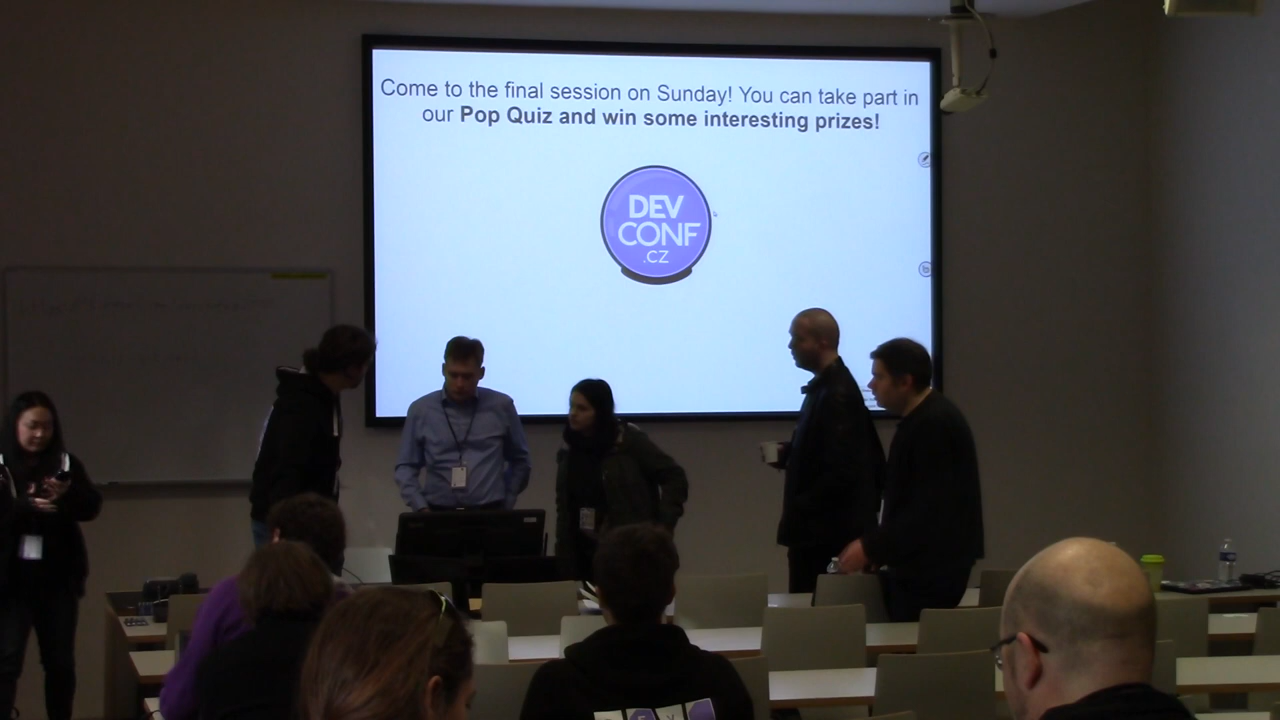 Come to the final session on Sunday! You can take part in
our Pop Quiz and win some interesting prizes!
DEV
CONF
.CZ